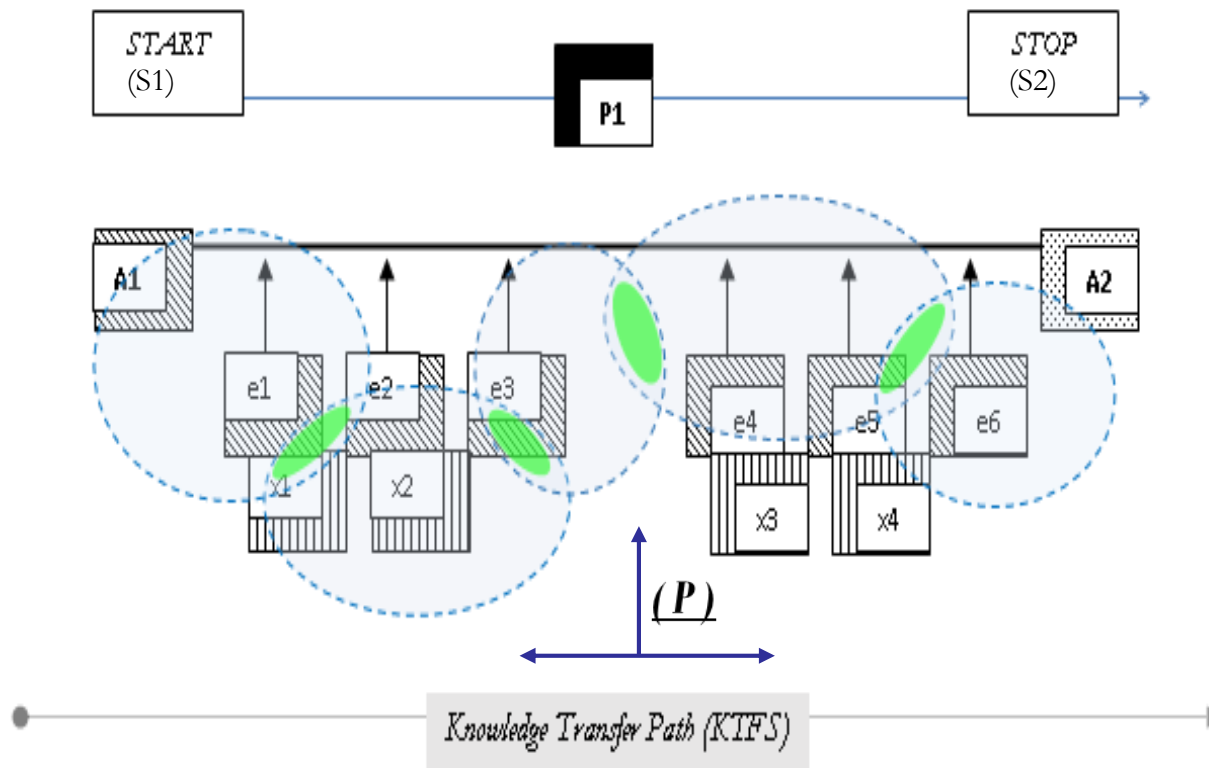 START
(S1)
P1
STOP
(S2)
A1
A2
e1
e2
e3
e4
e5
e6
x1
x2
x3
x4
( P )
Knowledge Transfer Path (KTFS)